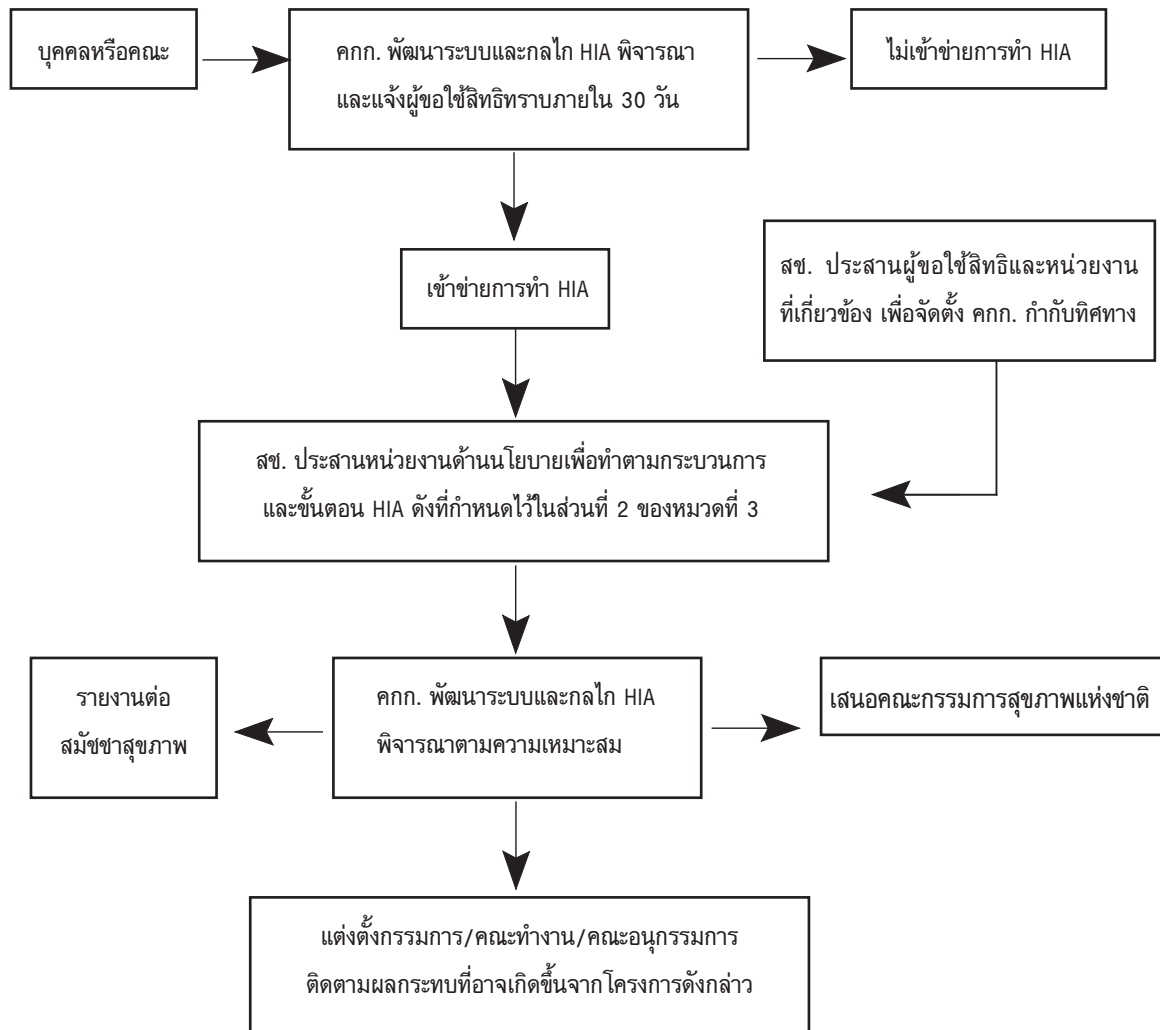 บุคคลหรือคณะ
คกก. พัฒนาระบบและกลไก HIA พิจารณา
และแจ้งผู้ขอใช้สิทธิทราบภายใน 30 วัน
ไม่เข้าข่ายการทำ HIA
เข้าข่ายการทำ HIA
สช. ประสานผู้ขอใช้สิทธิและหน่วยงาน
ที่เกี่ยวข้อง เพื่อจัดตั้ง คกก. กำกับทิศทาง
สช. ประสานหน่วยงานด้านนโยบายเพื่อทำตามกระบวนการ
และขั้นตอน HIA ดังที่กำหนดไว้ในส่วนที่ 2 ของหมวดที่ 3
รายงานต่อ
สมัชชาสุขภาพ
คกก. พัฒนาระบบและกลไก HIA
พิจารณาตามความเหมาะสม
เสนอคณะกรรมการสุขภาพแห่งชาติ
แต่งตั้งกรรมการ/คณะทำงาน/คณะอนุกรรมการ
ติดตามผลกระทบที่อาจเกิดขึ้นจากโครงการดังกล่าว